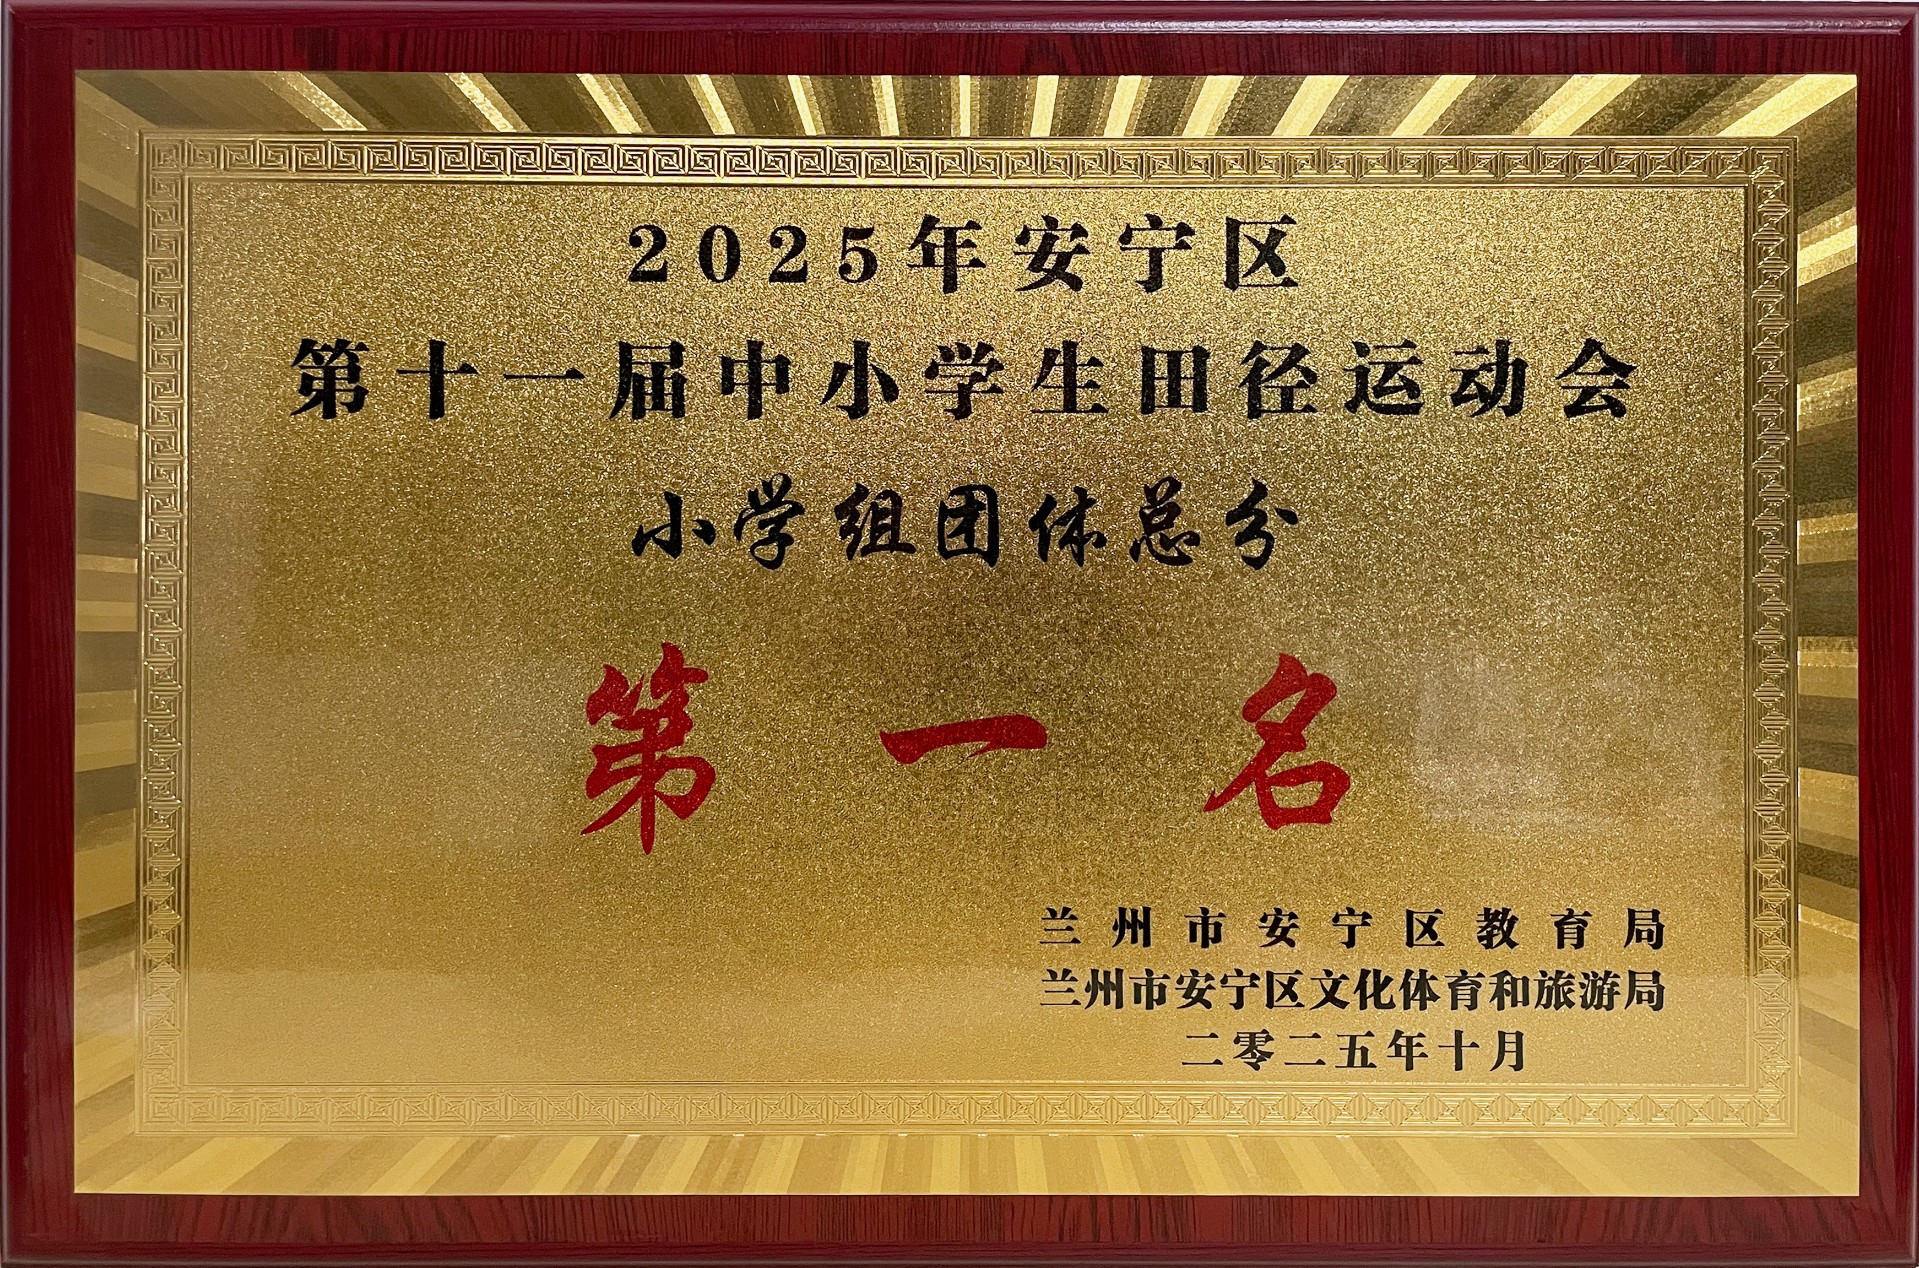 2025年安宁区
第十一届中小学生田径运动会
小学组团体总分
第一名
兰州市安宁区教育局
兰州市安宁区文化体育和旅游局
二零二五年十月